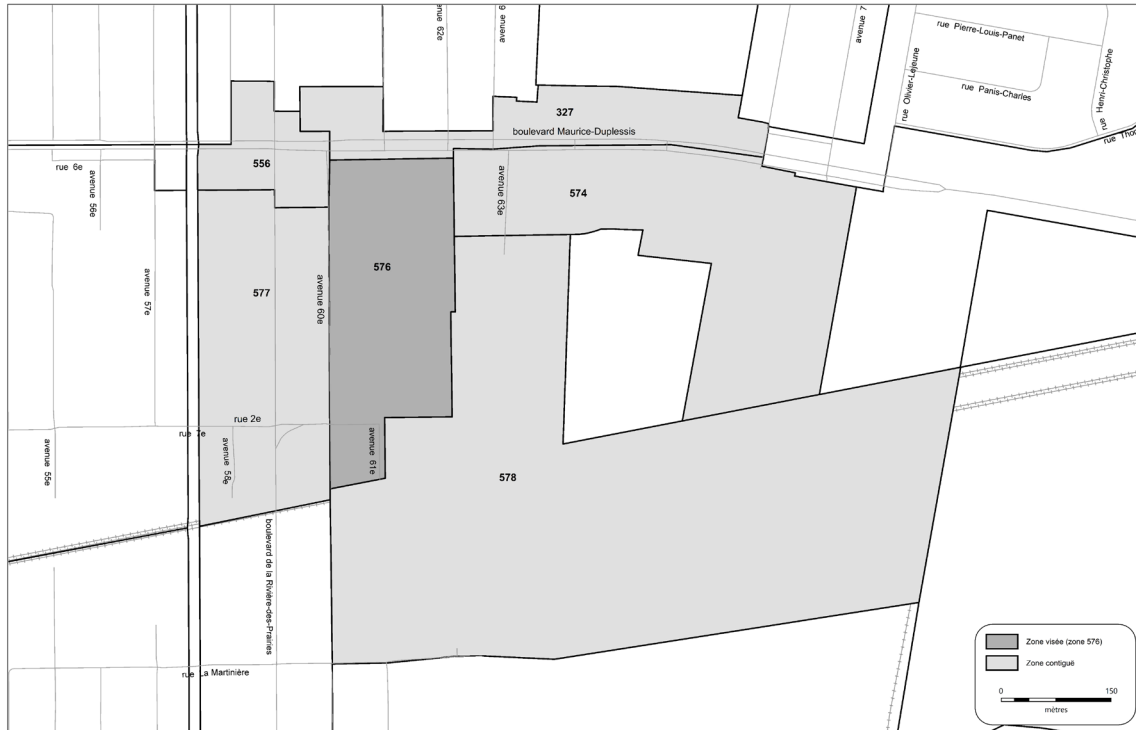 avenue 62e
avenue 7
rue Pierre-Louis-Panet
rue Ollivier-Lejeune
rue Henri-Christophe
rue Panis-Charles
327
boulevard Maurice-Duplessis
556
rue 6e
avenue 56e
avenue 63e
574
576
577
avenue 57e
avenue 60e
rue 2e
rue 7e
avenue 55e
avenue 58e
avenue 61e
578
boulevard de la Rivière-des-Prairies
rue La Martinière
Zone visée (zone 576)
Zone contiguë
0 150
mètres